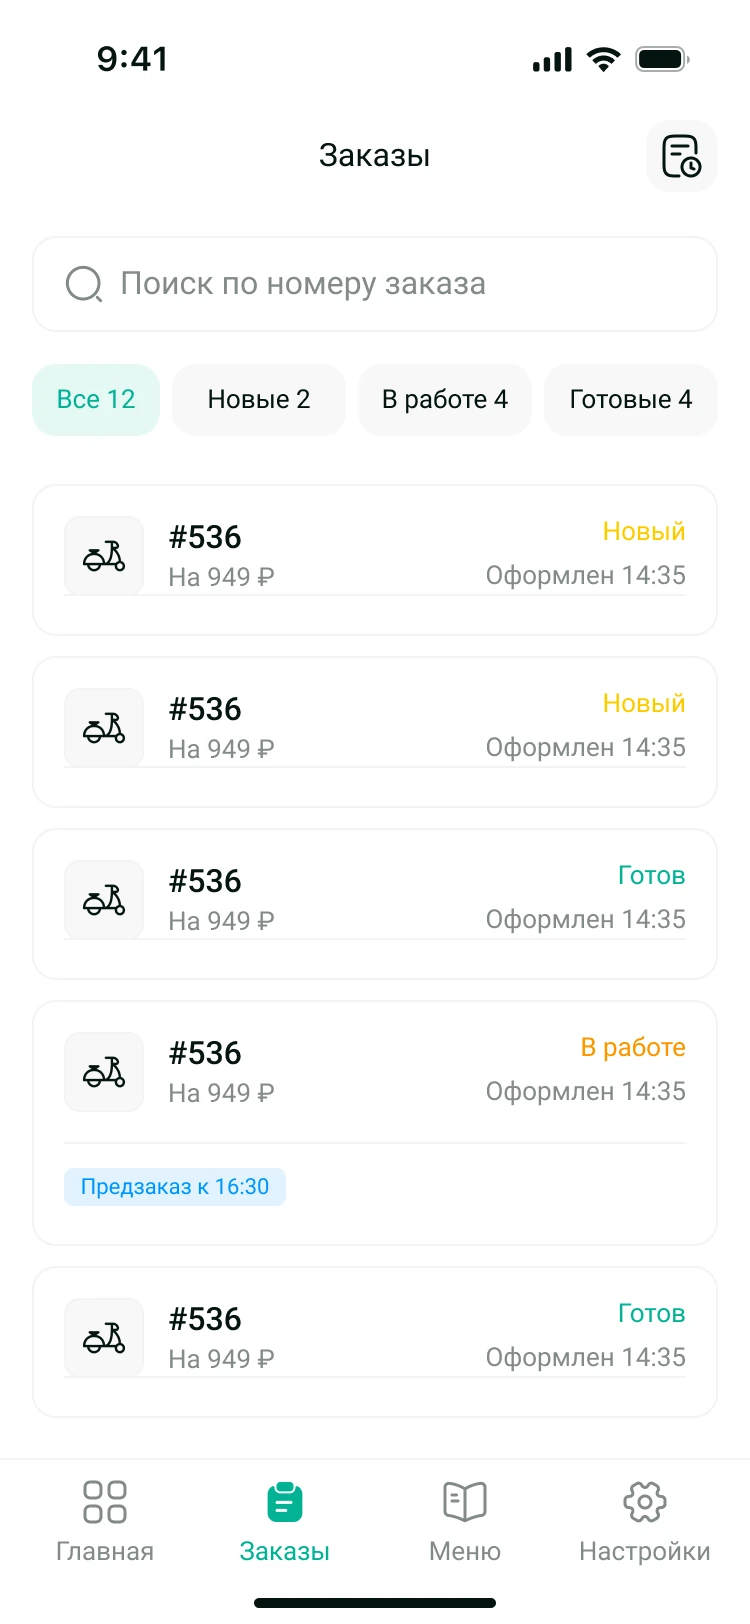 9:41
Заказы
Поиск по номеру заказа
Все 12
Новые 2
В работе 4
Готовые 4
#536
Новый
На 949 ₽
Оформлен 14:35
#536
Новый
На 949 ₽
Оформлен 14:35
#536
Готов
На 949 ₽
Оформлен 14:35
#536
В работе
На 949 ₽
Оформлен 14:35
Предзаказ к 16:30
#536
Готов
На 949 ₽
Оформлен 14:35
Главная
Заказы
Меню
Настройки